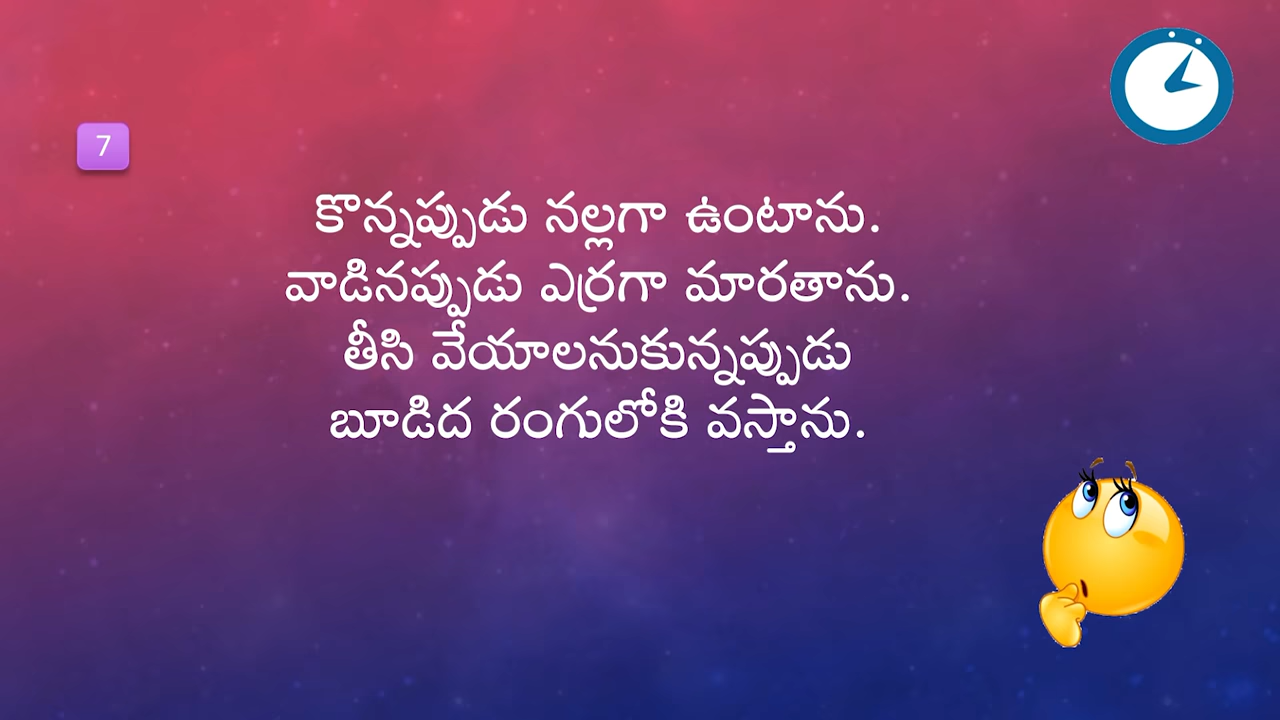 7
కొన్నప్పుడు నల్లగా ఉంటాను.
వాడినప్పుడు ఎర్రగా మారతాను.
తీసి వేయాలనుకున్నప్పుడు
బూడిద రంగులోకి వస్తాను.